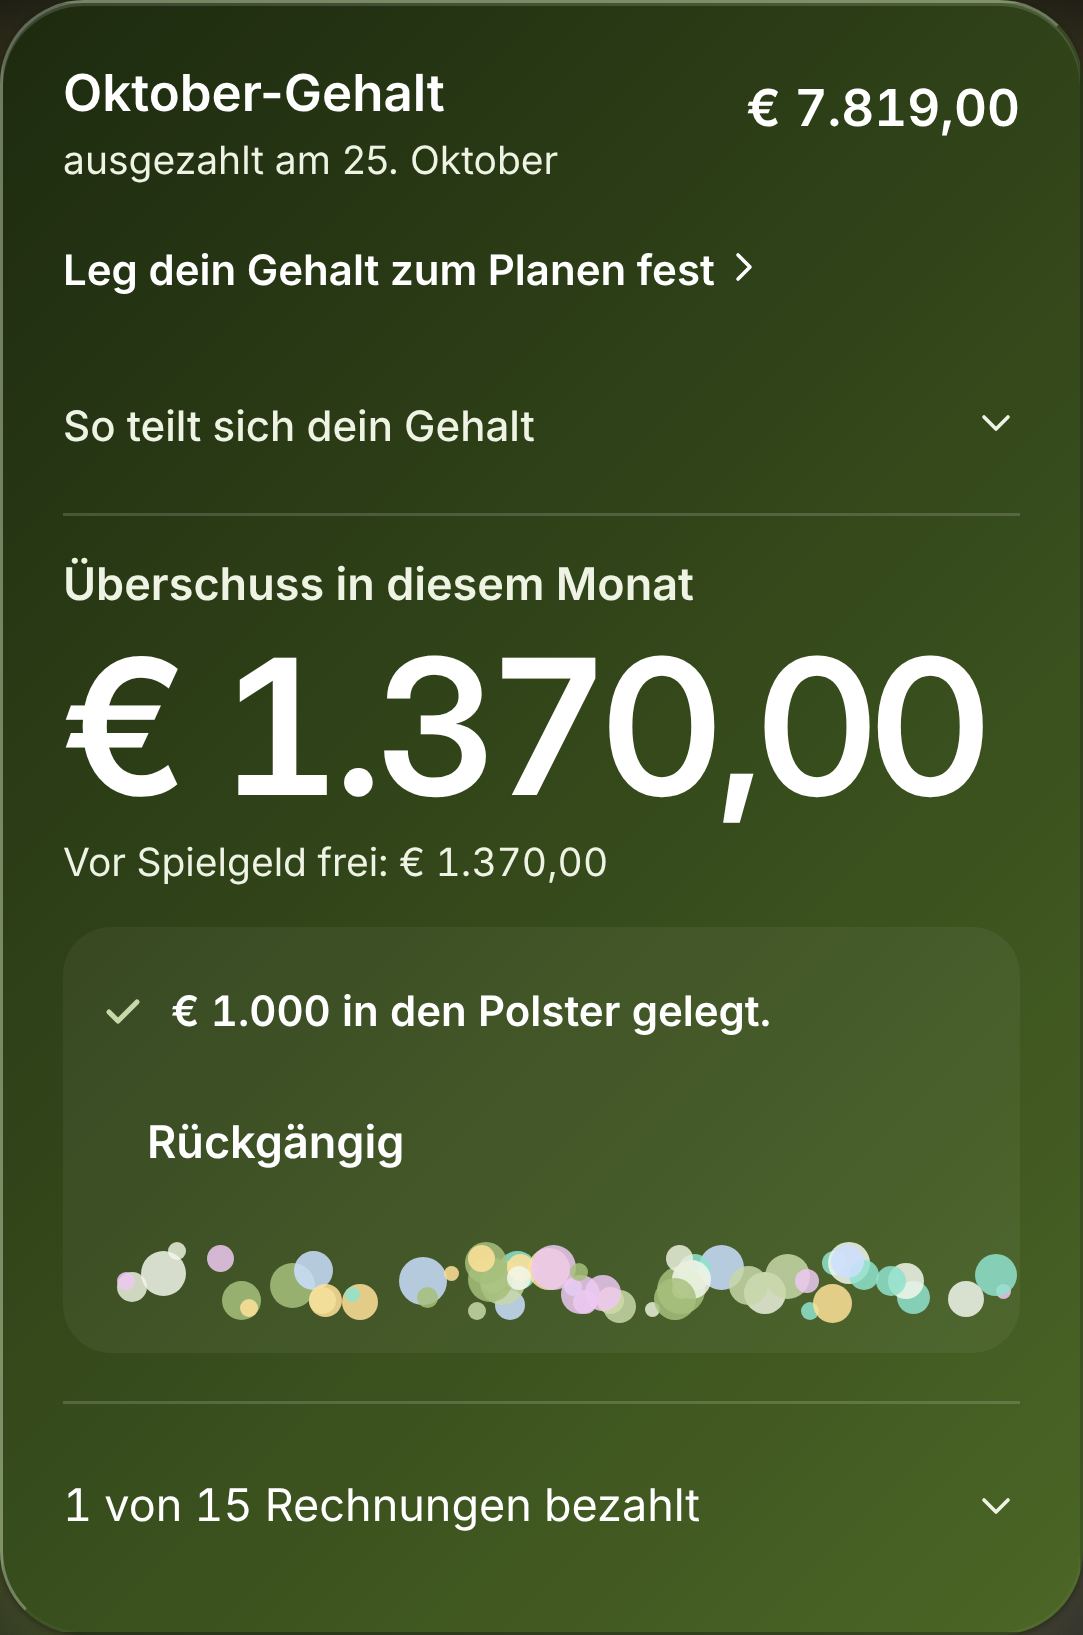 Oktober-Gehalt
€ 7.819,00
ausgezahlt am 25. Oktober
Leg dein Gehalt zum Planen fest
So teilt sich dein Gehalt
Überschuss in diesem Monat
€ 1.370,00
Vor Spielgeld frei: € 1.370,00
€ 1.000 in den Polster gelegt.
Rückgängig
1 von 15 Rechnungen bezahlt